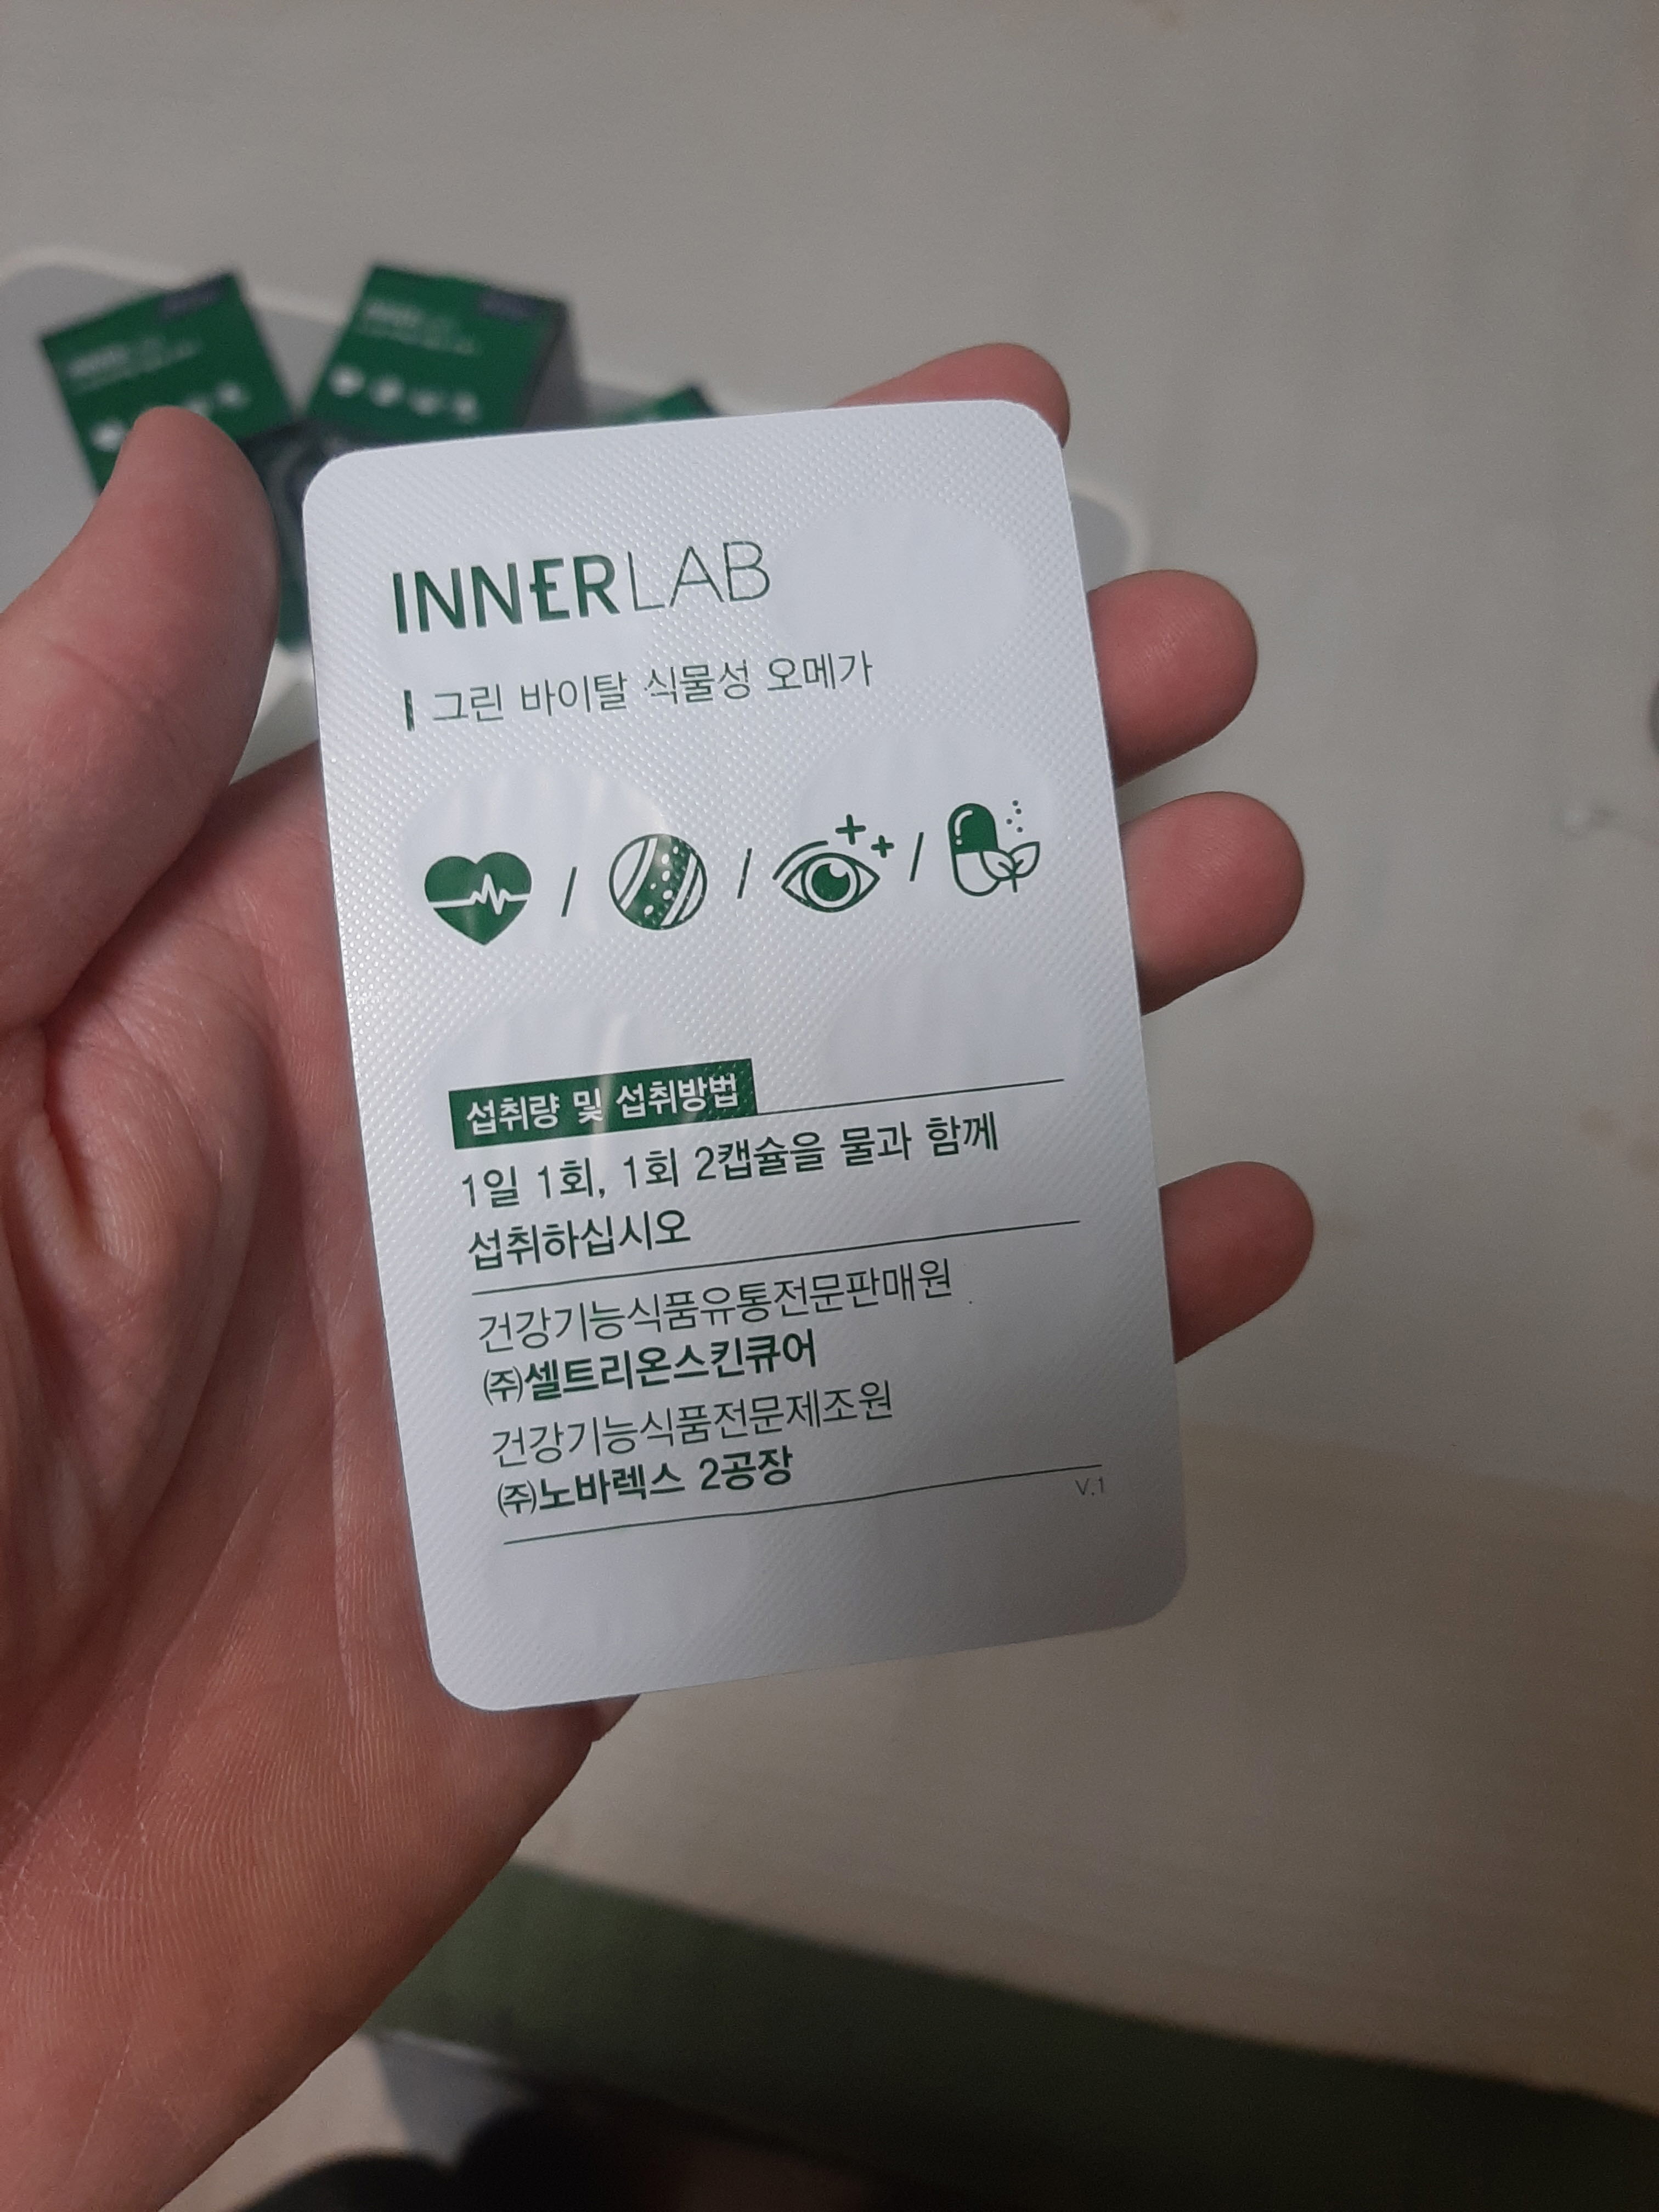 INNERLAB
그린 바이탈 식물성 오메가
섭취량 및 섭취방법
1일 1회, 1회 2캡슐을 물과 함께
섭취하십시오
건강기능식품유통전문판매원
㈜셀트리온스킨큐어
건강기능식품전문제조원
㈜노바렉스 2공장
V.1